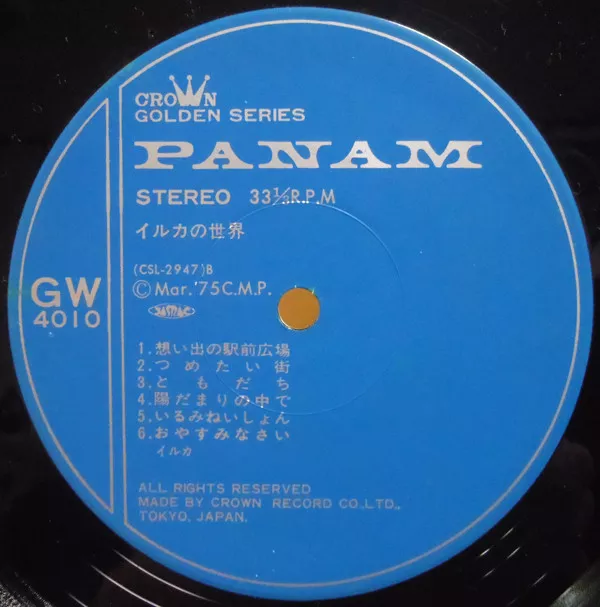 CROWN
GOLDEN SERIES
PANAM
STEREO 33⅓R.P.M
イルカの世界
(CSL-2947)B
ⒸMar.'75C.M.P.
JASRAC
GW
4010
1.想い出の駅前広場
2.つめたい街
3.ともだち
4.陽だまりの中で
5.いるみねいしょん
6.おやすみなさい
イルカ
ALL RIGHTS RESERVED
MADE BY CROWN RECORD CO.,LTD.,
TOKYO, JAPAN.